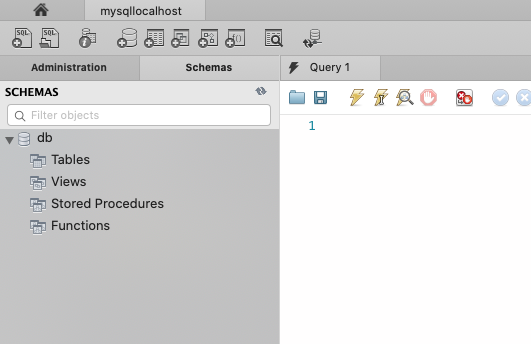 mysqllocalhost
SQL SQL
Administration Schemas Query 1
SCHEMAS
Filter objects
1
db
Tables
Views
Stored Procedures
Functions